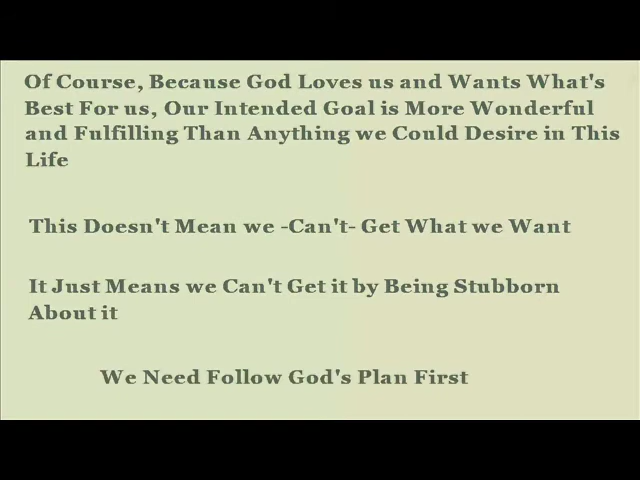 Of Course, Because God Loves us and Wants What's
Best For us, Our Intended Goal is More Wonderful
and Fulfilling Than Anything we Could Desire in This
Life
This Doesn't Mean we -Can't- Get What we Want
It Just Means we Can't Get it by Being Stubborn
About it
We Need Follow God's Plan First